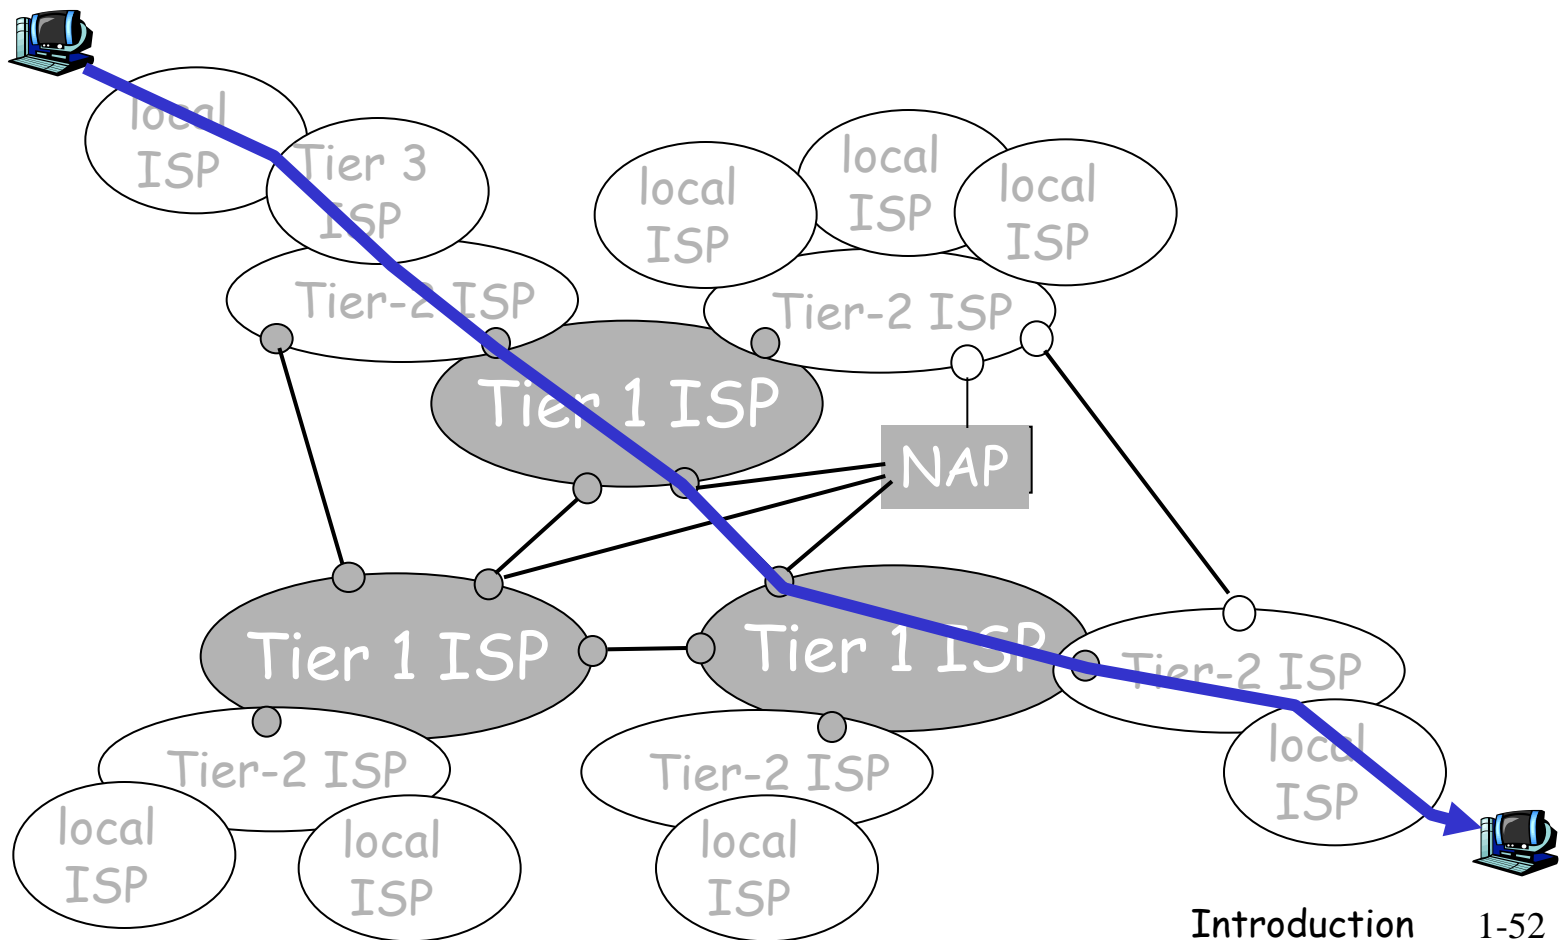 local
ISP
Tier 3
ISP
local
ISP
local
ISP
local
ISP
Tier-2 ISP
Tier-2 ISP
Tier 1 ISP
NAP
Tier 1 ISP
Tier 1 ISP
Tier-2 ISP
local
ISP
Tier-2 ISP
Tier-2 ISP
local
ISP
local
ISP
local
ISP
Introduction 1-52